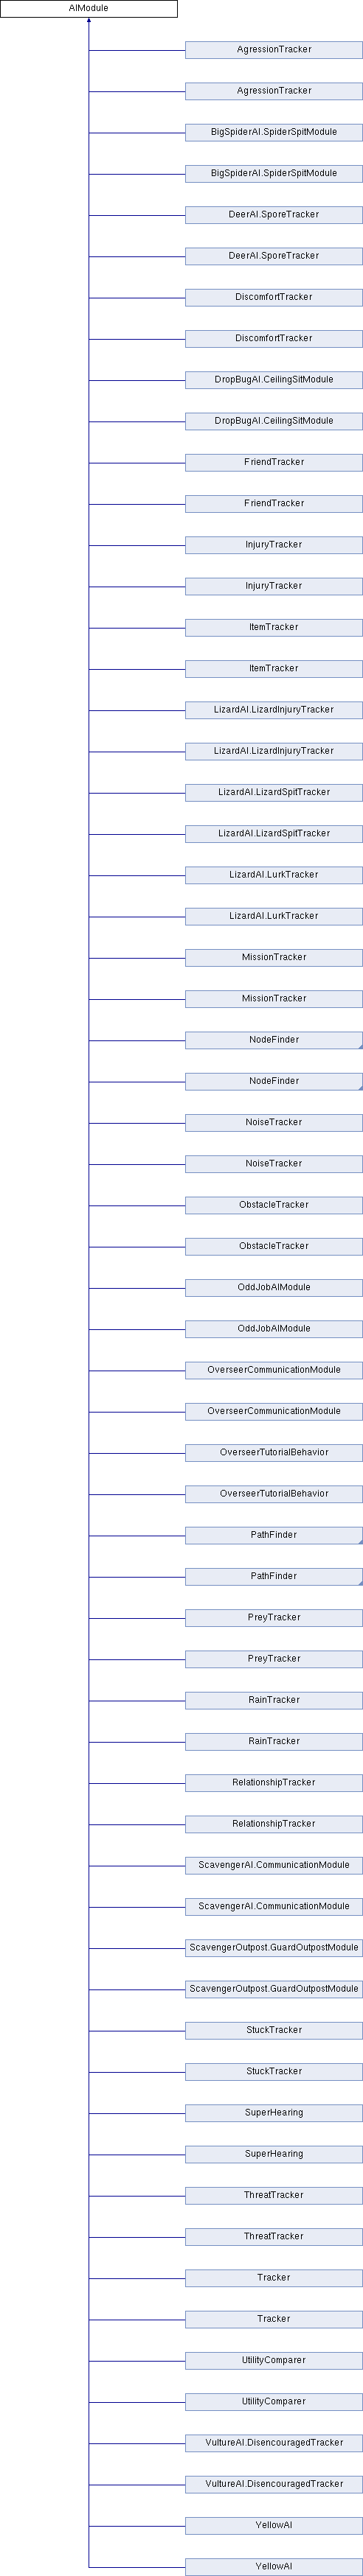 AIModule
AgressionTracker
AgressionTracker
BigSpiderAI.SpiderSpitModule
BigSpiderAI.SpiderSpitModule
DeerAI.SporeTracker
DeerAI.SporeTracker
DiscomfortTracker
DiscomfortTracker
DropBugAI.CeilingSitModule
DropBugAI.CeilingSitModule
FriendTracker
FriendTracker
InjuryTracker
InjuryTracker
ItemTracker
ItemTracker
LizardAI.LizardInjuryTracker
LizardAI.LizardInjuryTracker
LizardAI.LizardSpitTracker
LizardAI.LizardSpitTracker
LizardAI.LurkTracker
LizardAI.LurkTracker
MissionTracker
MissionTracker
NodeFinder
NodeFinder
NoiseTracker
NoiseTracker
ObstacleTracker
ObstacleTracker
OddJobAIModule
OddJobAIModule
OverseerCommunicationModule
OverseerCommunicationModule
OverseerTutorialBehavior
OverseerTutorialBehavior
PathFinder
PathFinder
PreyTracker
PreyTracker
RainTracker
RainTracker
RelationshipTracker
RelationshipTracker
ScavengerAI.CommunicationModule
ScavengerAI.CommunicationModule
ScavengerOutpost.GuardOutpostModule
ScavengerOutpost.GuardOutpostModule
StuckTracker
StuckTracker
SuperHearing
SuperHearing
ThreatTracker
ThreatTracker
Tracker
Tracker
UtilityComparer
UtilityComparer
VultureAI.DisencouragedTracker
VultureAI.DisencouragedTracker
YellowAI
YellowAI